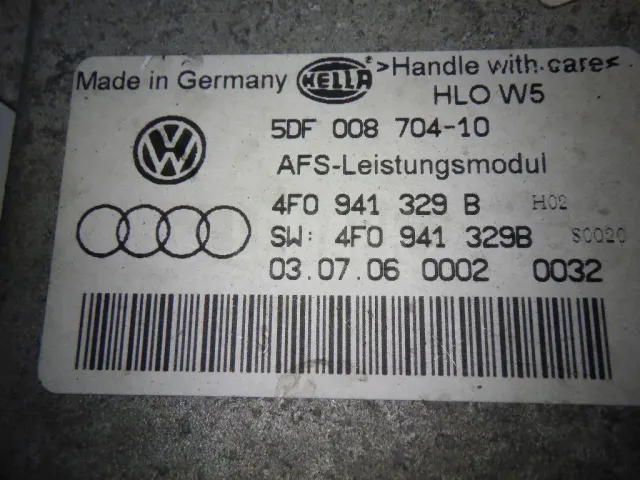 Made in Germany HELLA >Handle with care<
HLO W5
5DF 008 704-10
AFS-Leistungsmodul
4F0 941 329 B H02
SW: 4F0 941 329B S0020
03.07.06 0002 0032